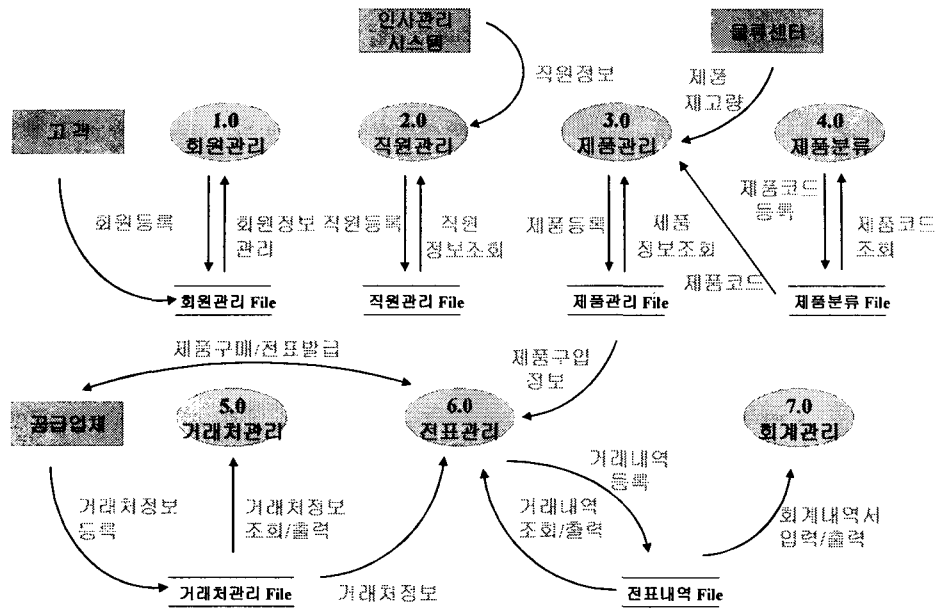 인사관리
시스템
물류센터
직원정보
제품
재고량
고객
1.0
회원관리
2.0
직원관리
3.0
제품관리
4.0
제품분류
회원등록
회원정보
관리
직원등록
직원
정보조회
제품등록
제품
정보조회
제품코드
등록
제품코드
조회
제품코드
회원관리 File
직원관리 File
제품관리 File
제품분류 File
제품구매/전표발급
제품구입
정보
공급업체
5.0
거래처관리
6.0
전표관리
7.0
회계관리
거래처정보
등록
거래처정보
조회/출력
거래내역
등록
거래내역
조회/출력
회계내역서
입력/출력
거래처관리 File
거래처정보
전표내역 File